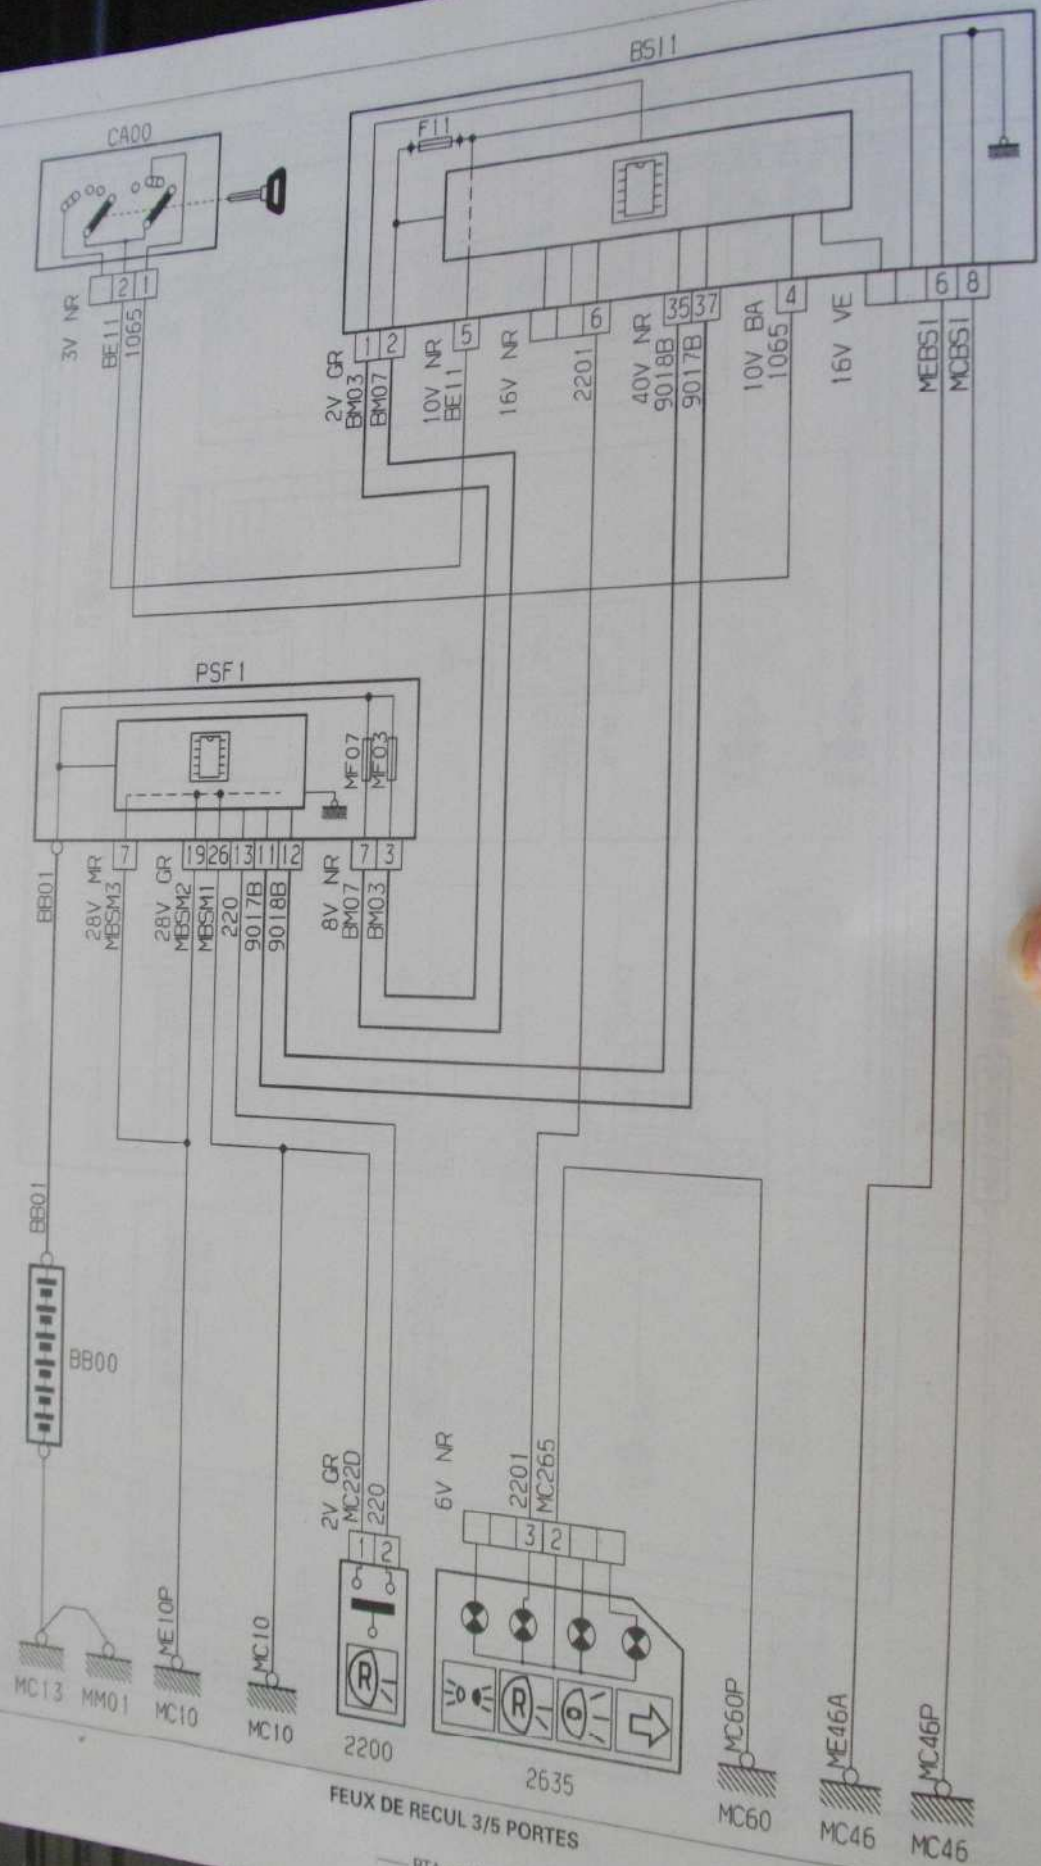 BSI1
CA00
F11
2
1
3V NR
BE11
1065
6
8
4
35
37
6
5
1
2
2V GR
BM03
BM07
10V NR
BE11
16V NR
2201
40V NR
9018B
9017B
10V BA
1065
16V VE
MEBS1
MCBS1
PSF1
MF07
MF03
7
19
26
13
11
12
7
3
BB01
28V MR
MBSM3
28V GR
MBSM2
MBSM1
220
9017B
9018B
8V NR
BM07
BM03
BB01
BB00
2V GR
MC22D
220
6V NR
2201
MC265
1
2
3
2
R
R
ME10P
MC10
MC13
MM01
MC10
MC10
2200
2635
MC60P
ME46A
MC46P
MC60
MC46
MC46
FEUX DE RECUL 3/5 PORTES